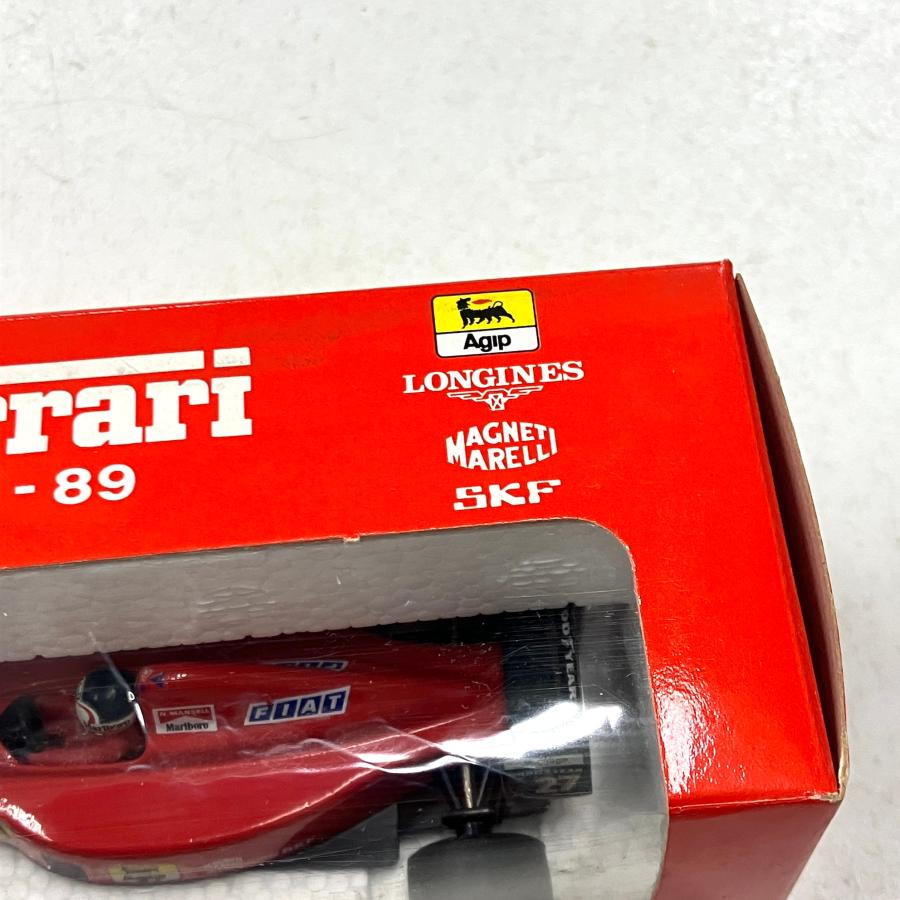 rrari
- 89
Agip
LONGINES
MAGNETI
MARELLI
SKF
N. MANSELL
Marlboro
FIAT
27